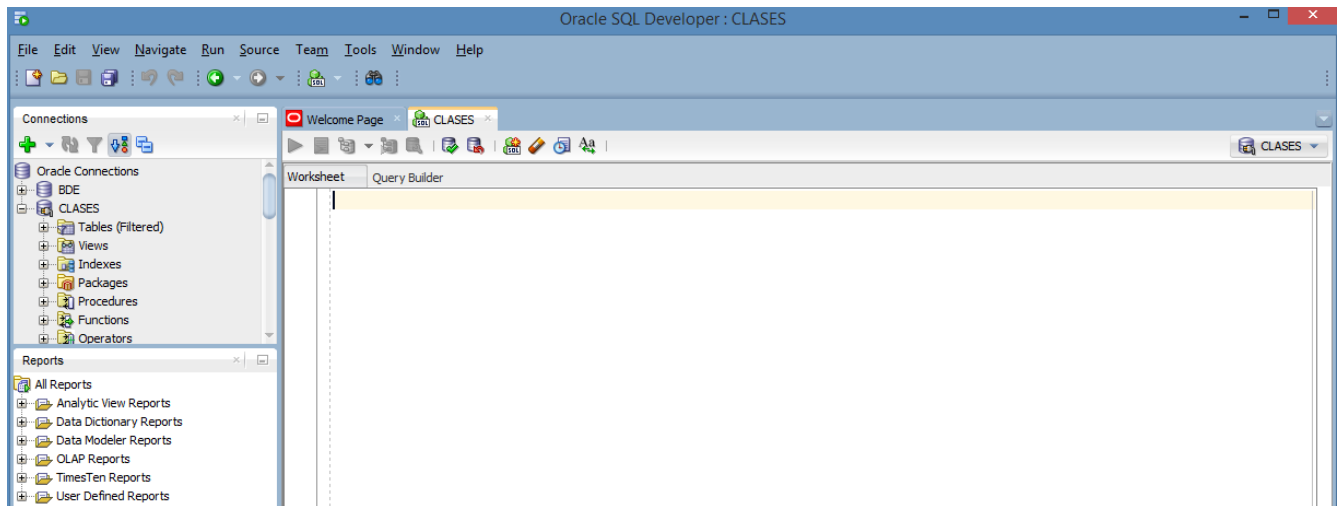 Oracle SQL Developer : CLASES
File Edit View Navigate Run Source Team Tools Window Help
Connections
Welcome Page CLASES
CLASES
Oracle Connections
BDE
CLASES
Tables (Filtered)
Views
Indexes
Packages
Procedures
Functions
Operators
Worksheet Query Builder
Reports
All Reports
Analytic View Reports
Data Dictionary Reports
Data Modeler Reports
OLAP Reports
TimesTen Reports
User Defined Reports